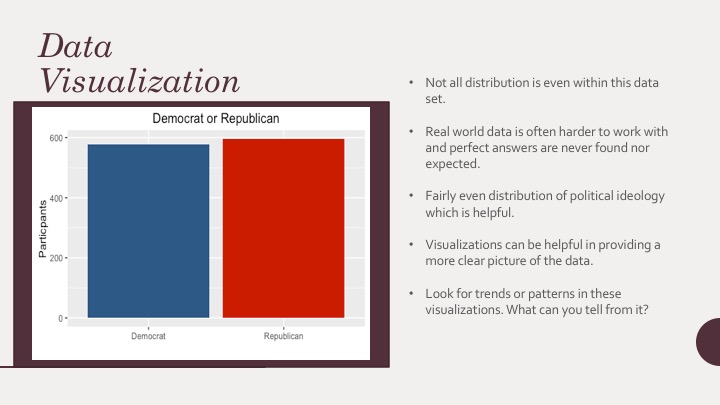 Data
Visualization
Democrat or Republican
600
400
200
0
Particpants
Democrat
Republican
• Not all distribution is even within this data
set.
• Real world data is often harder to work with
and perfect answers are never found nor
expected.
• Fairly even distribution of political ideology
which is helpful.
• Visualizations can be helpful in providing a
more clear picture of the data.
• Look for trends or patterns in these
visualizations. What can you tell from it?